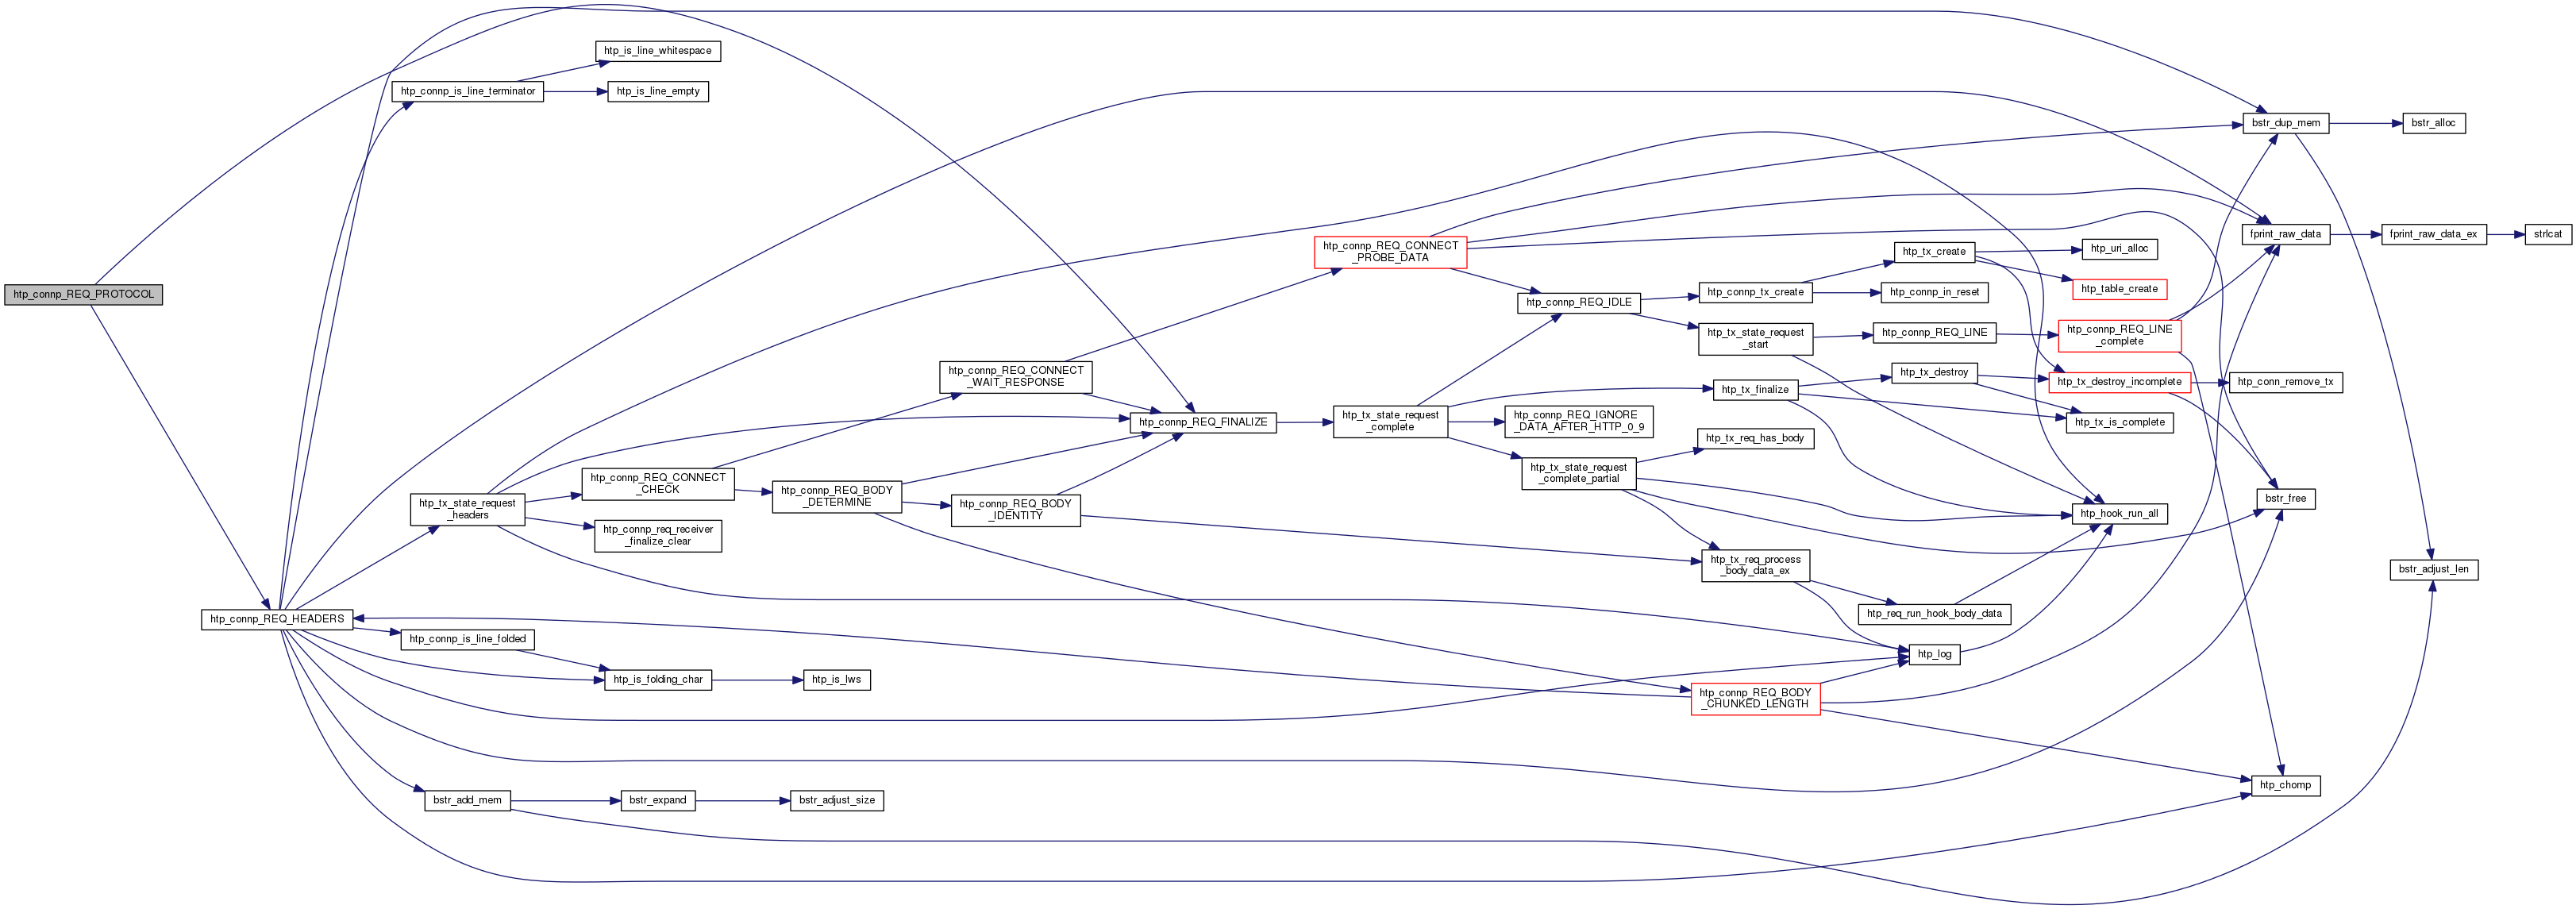 htp_connp_REQ_PROTOCOL
htp_connp_REQ_HEADERS
htp_is_line_whitespace
htp_connp_is_line_terminator
htp_is_line_empty
htp_tx_state_request
_headers
htp_connp_REQ_CONNECT
_CHECK
htp_connp_req_receiver
_finalize_clear
htp_connp_is_line_folded
htp_is_folding_char
htp_is_lws
bstr_add_mem
bstr_expand
bstr_adjust_size
htp_connp_REQ_BODY
_DETERMINE
htp_connp_REQ_CONNECT
_WAIT_RESPONSE
htp_connp_REQ_BODY
_IDENTITY
htp_connp_REQ_FINALIZE
htp_connp_REQ_CONNECT
_PROBE_DATA
htp_tx_state_request
_complete
htp_connp_REQ_IDLE
htp_connp_REQ_IGNORE
_DATA_AFTER_HTTP_0_9
htp_tx_state_request
_complete_partial
htp_connp_tx_create
htp_tx_state_request
_start
htp_tx_finalize
htp_tx_req_has_body
htp_tx_req_process
_body_data_ex
htp_connp_REQ_BODY
_CHUNKED_LENGTH
htp_tx_create
htp_connp_in_reset
htp_connp_REQ_LINE
htp_tx_destroy
htp_req_run_hook_body_data
htp_log
htp_uri_alloc
htp_table_create
htp_connp_REQ_LINE
_complete
htp_tx_destroy_incomplete
htp_tx_is_complete
htp_hook_run_all
bstr_dup_mem
fprint_raw_data
htp_conn_remove_tx
bstr_free
htp_chomp
bstr_alloc
fprint_raw_data_ex
strlcat
bstr_adjust_len